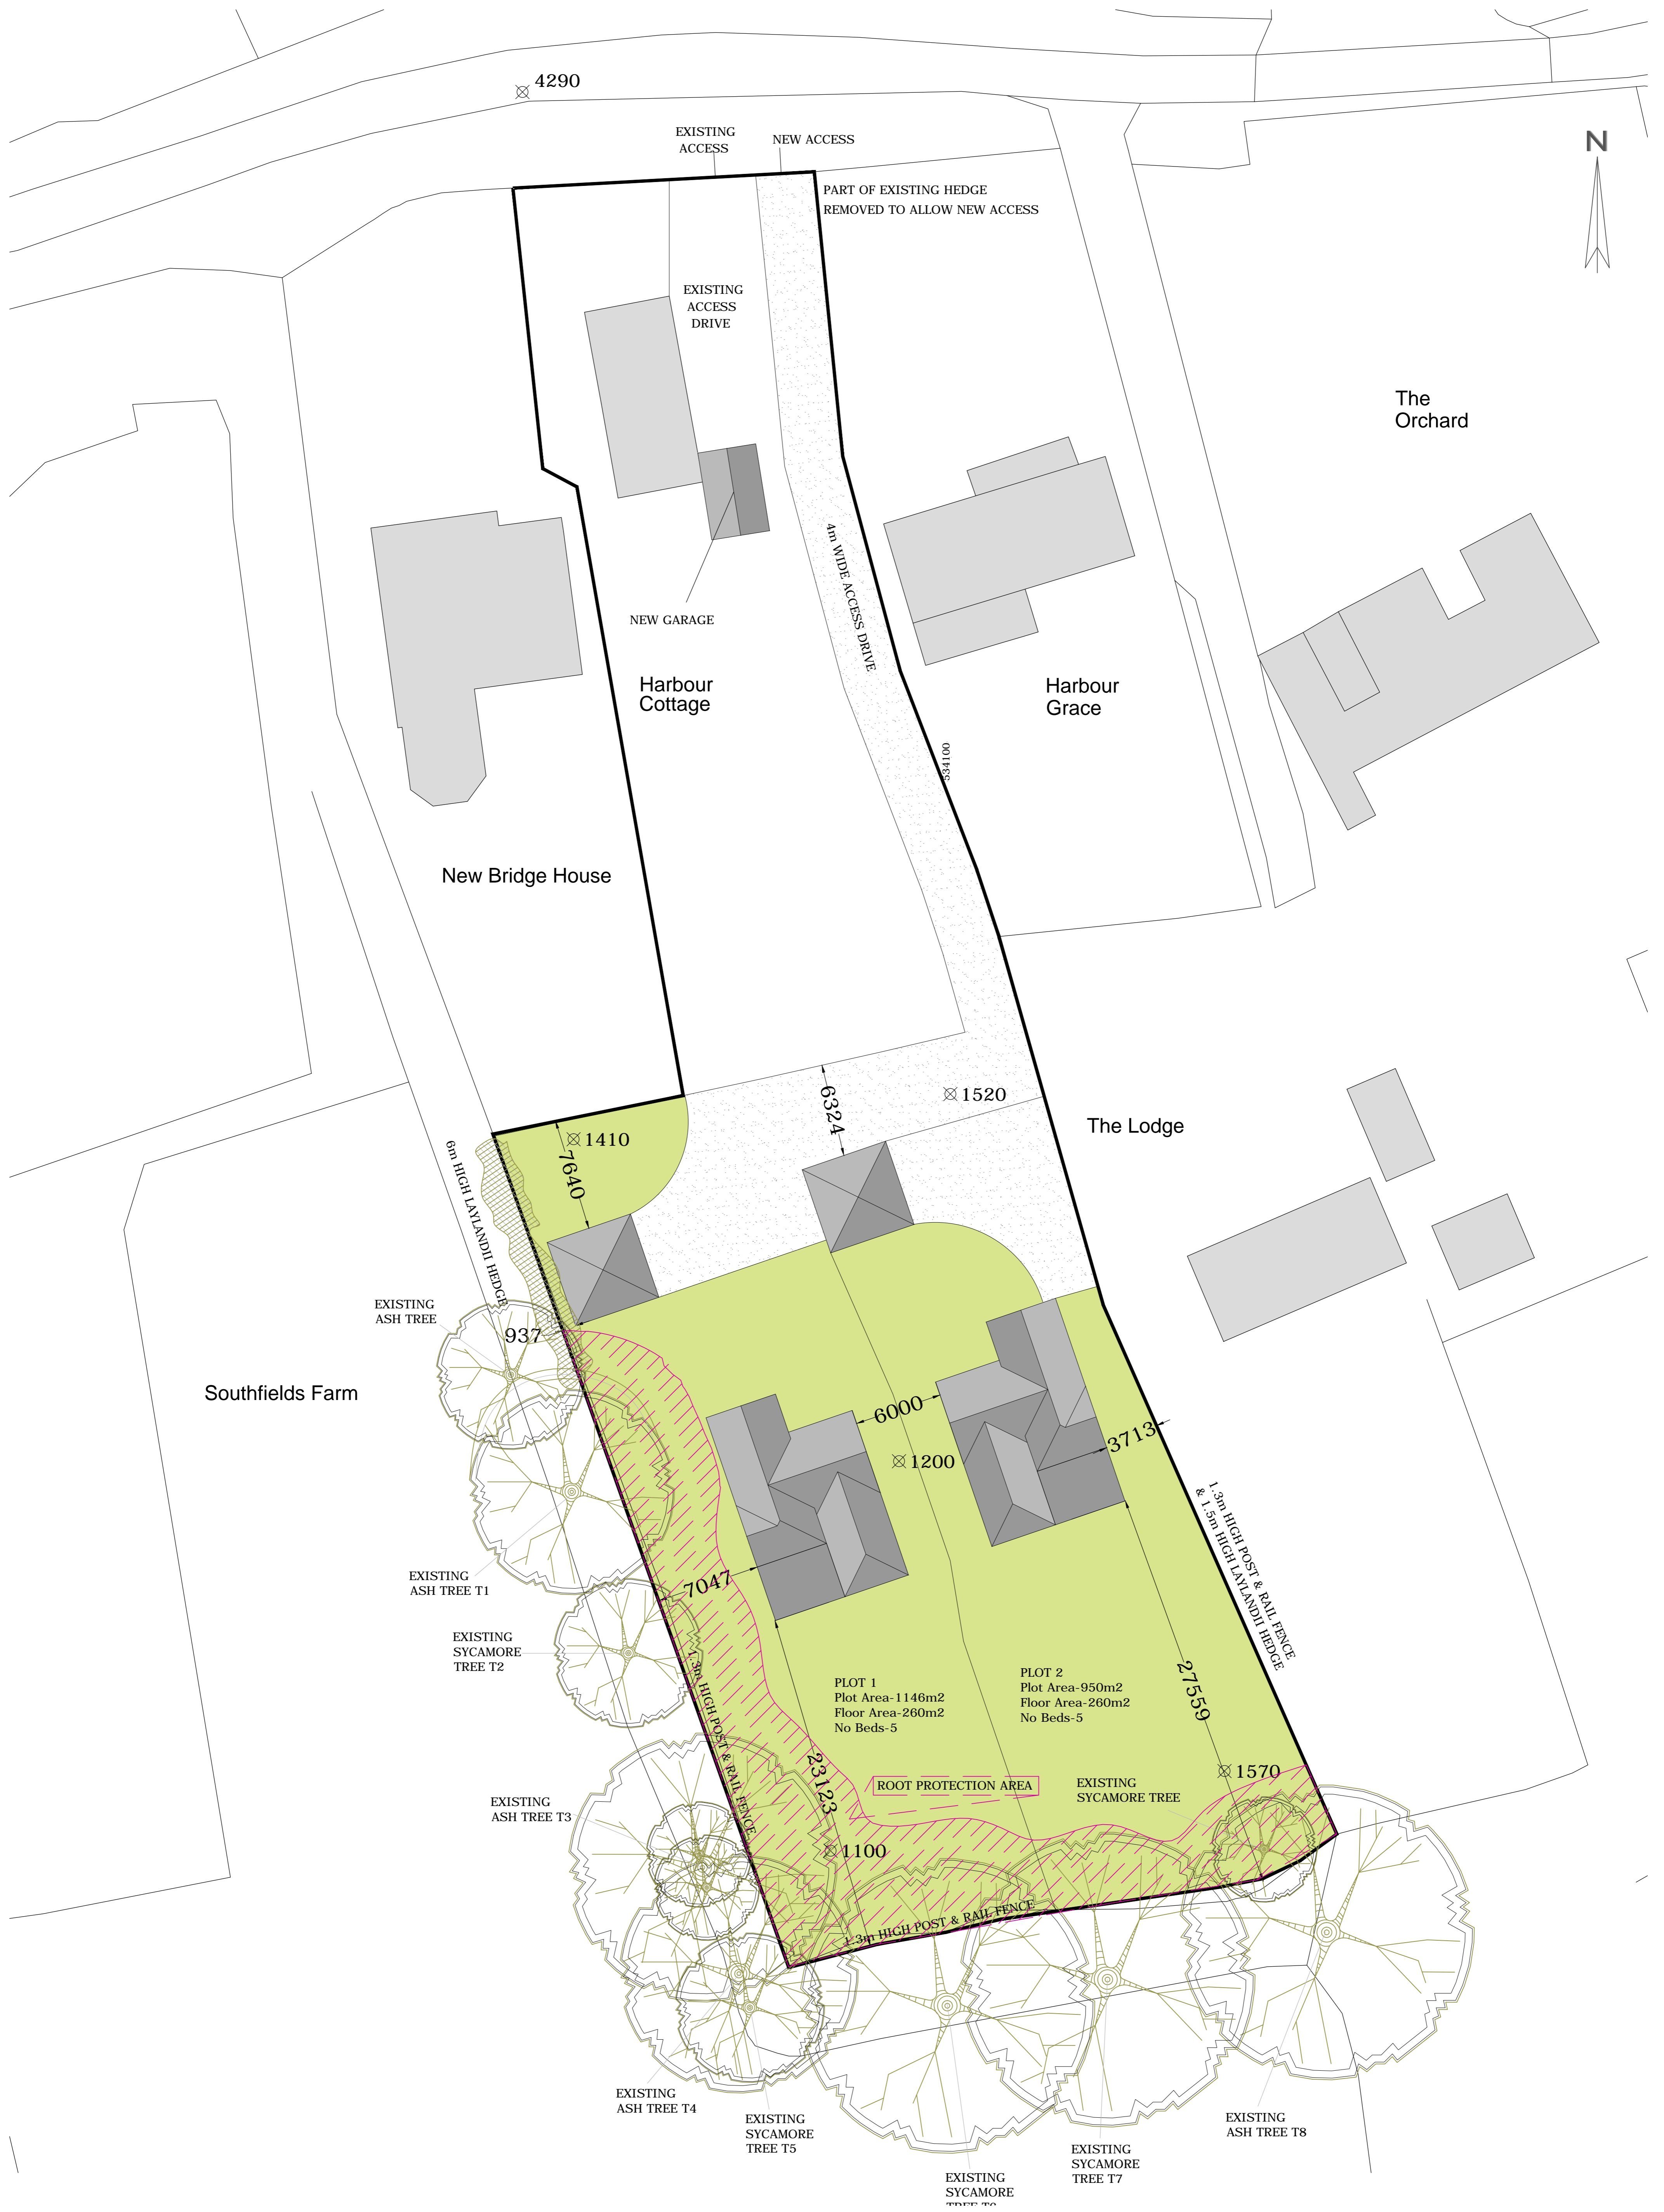 4290
EXISTING
ACCESS
NEW ACCESS
N
PART OF EXISTING HEDGE
REMOVED TO ALLOW NEW ACCESS
EXISTING
ACCESS
DRIVE
The
Orchard
4m WIDE ACCESS DRIVE
NEW GARAGE
Harbour
Cottage
Harbour
Grace
534100
New Bridge House
6324
1520
The Lodge
1410
7640
6m HIGH LAYLANDII HEDGE
EXISTING
ASH TREE
937
Southfields Farm
6000
3713
1200
1.3m HIGH POST & RAIL FENCE
& 1.5m HIGH LAYLANDII HEDGE
EXISTING
ASH TREE T1
7047
EXISTING
SYCAMORE
TREE T2
1.3m HIGH POST & RAIL FENCE
PLOT 1
Plot Area-1146m2
Floor Area-260m2
No Beds-5
PLOT 2
Plot Area-950m2
Floor Area-260m2
No Beds-5
27559
23123
ROOT PROTECTION AREA
EXISTING
SYCAMORE TREE
1570
EXISTING
ASH TREE T3
1100
1.3m HIGH POST & RAIL FENCE
EXISTING
ASH TREE T4
EXISTING
SYCAMORE
TREE T5
EXISTING
SYCAMORE
TREE T6
EXISTING
SYCAMORE
TREE T7
EXISTING
ASH TREE T8